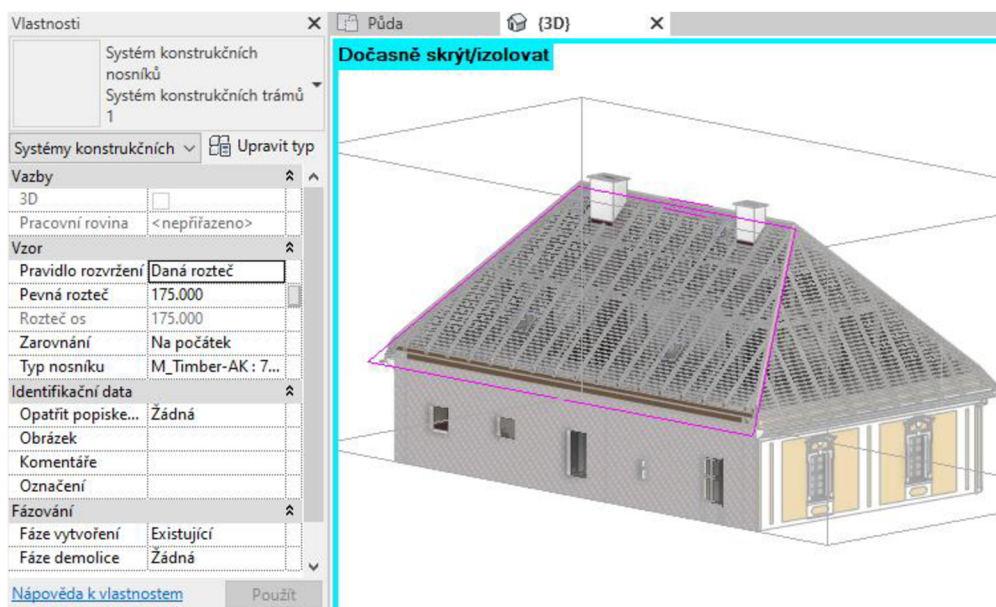 Vlastnosti
Systém konstrukčních
nosníků
Systém konstrukčních trámů
1
Systémy konstrukčních
Upravit typ
Vazby
3D
Pracovní rovina <nepřiřazeno>
Vzor
Pravidlo rozvržení Daná rozteč
Pevná rozteč 175.000
Rozteč os 175.000
Zarovnání Na počátek
Typ nosníku M_Timber-AK : 7...
Identifikační data
Opatřit popiske... Žádná
Obrázek
Komentáře
Označení
Fázování
Fáze vytvoření Existující
Fáze demolice Žádná
Nápověda k vlastnostem
Použít
Půda
{3D}
Dočasně skrýt/izolovat